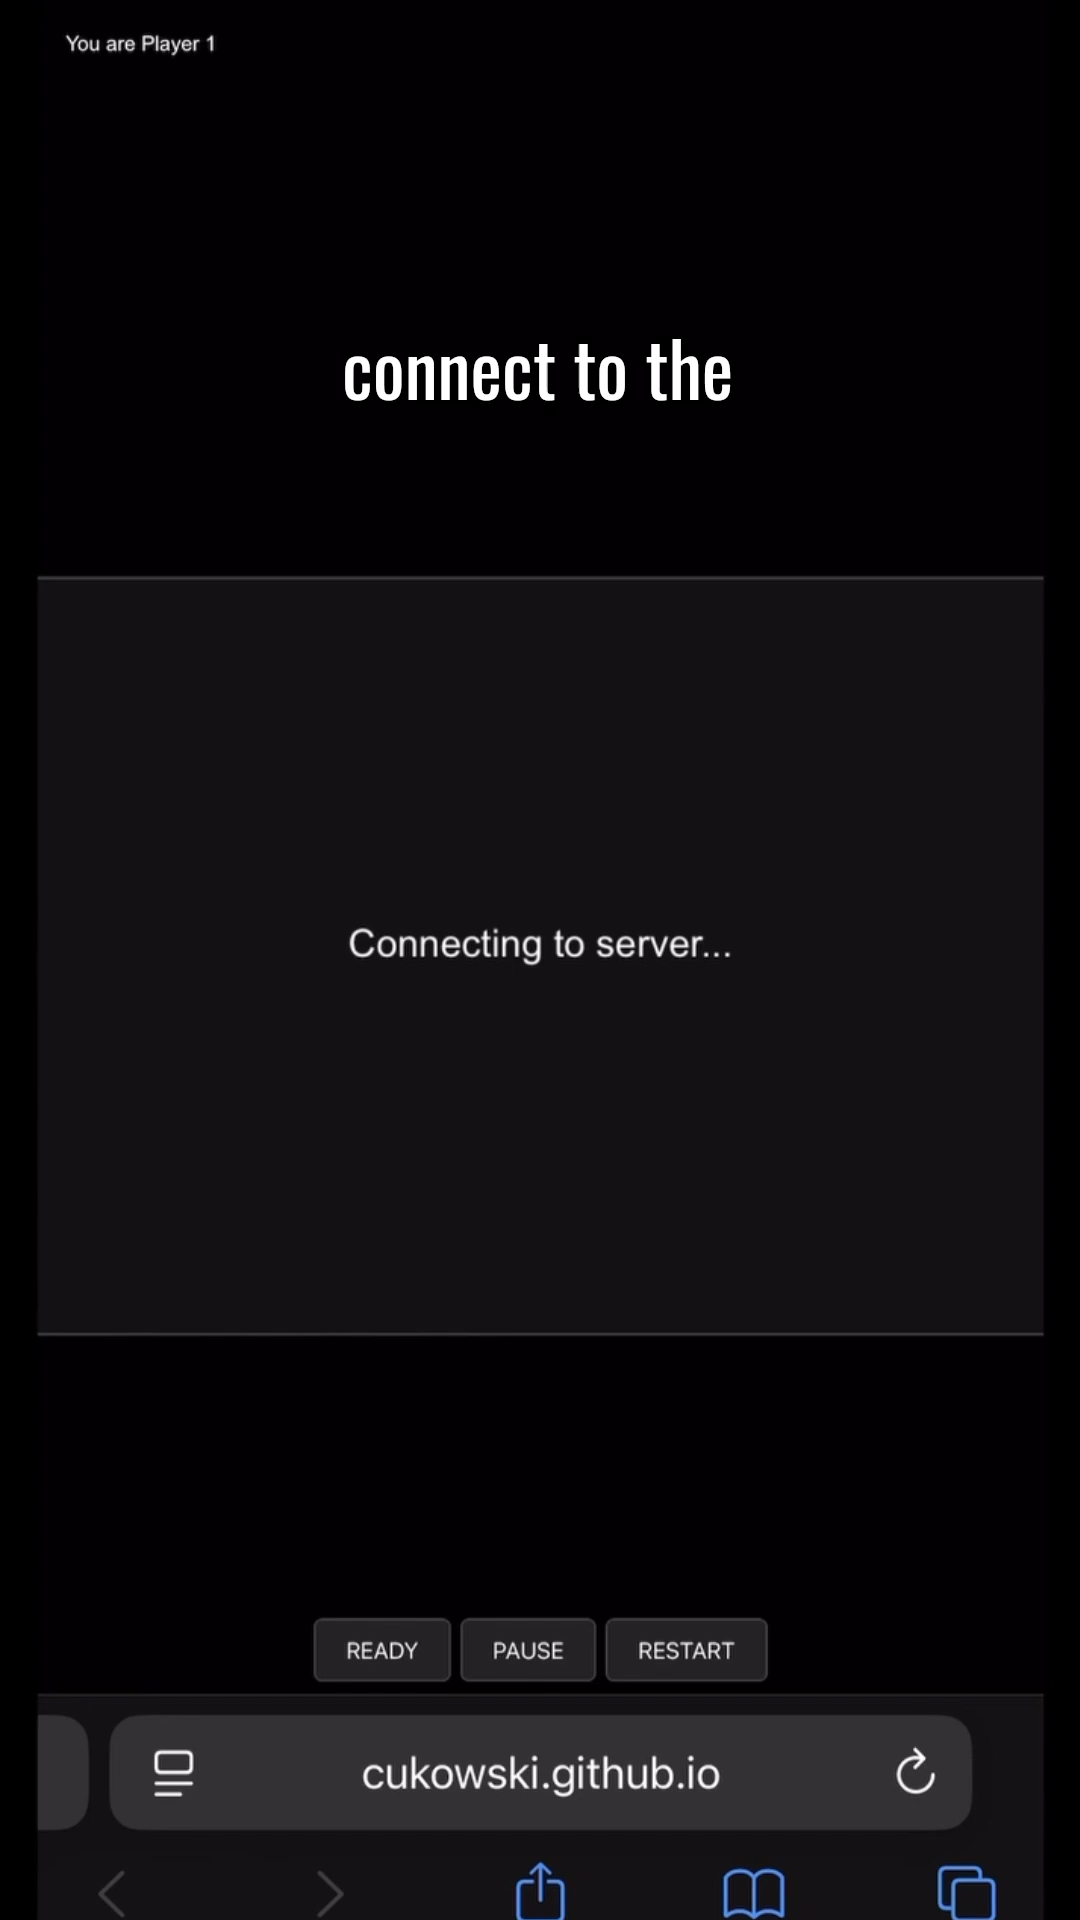 You are Player 1
connect to the
Connecting to server...
READY
PAUSE
RESTART
cukowski.github.io